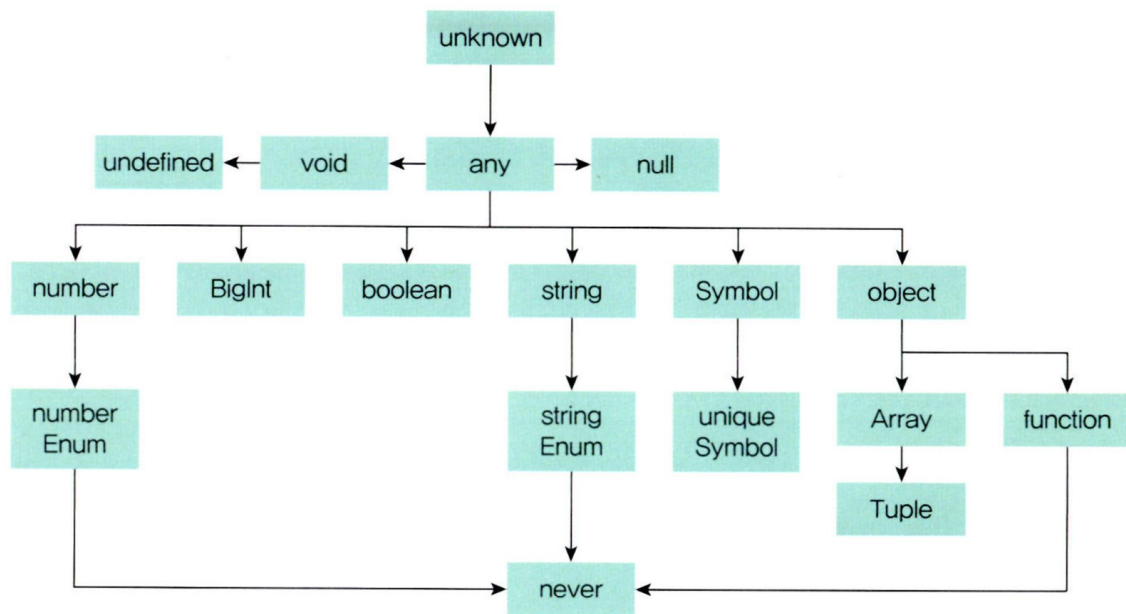 unknown
undefined
void
any
null
number
BigInt
boolean
string
Symbol
object
number
Enum
string
Enum
unique
Symbol
Array
function
Tuple
never